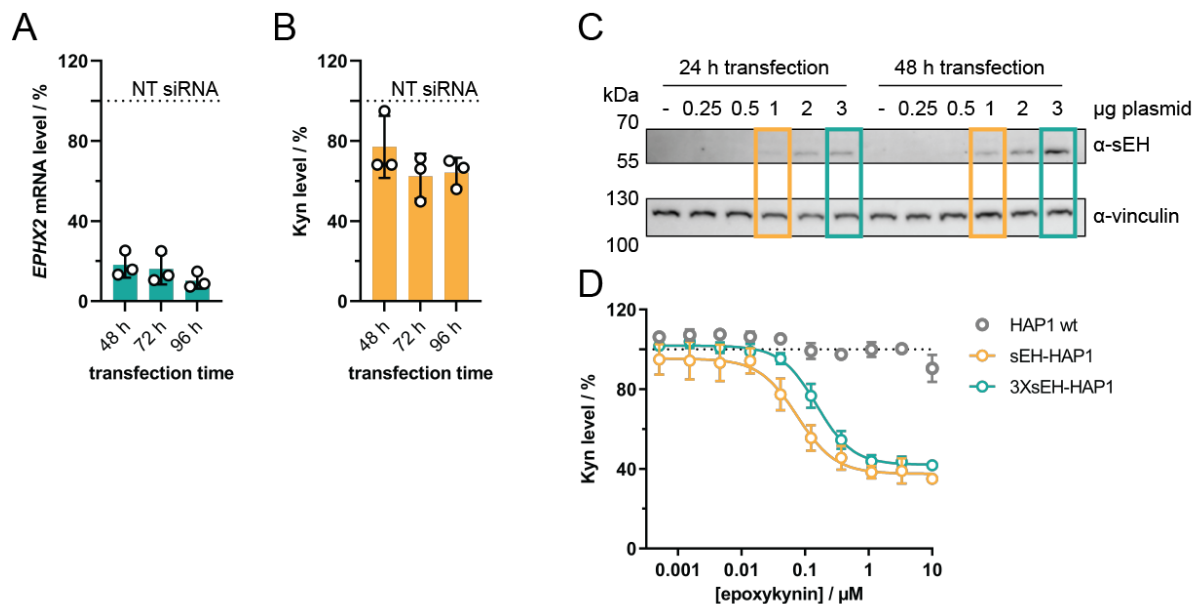 A
120
80
40
0
EPHX2 mRNA level / %
NT siRNA
48 h
72 h
96 h
transfection time
B
120
80
40
0
Kyn level / %
NT siRNA
48 h
72 h
96 h
transfection time
C
24 h transfection 48 h transfection
kDa
- 0.25 0.5 1 2 3 - 0.25 0.5 1 2 3 µg plasmid
70
55
α-sEH
130
100
α-vinculin
D
120
80
40
0
Kyn level / %
0.001 0.01 0.1 1 10
[epoxykynin] / µM
HAP1 wt
sEH-HAP1
3XsEH-HAP1